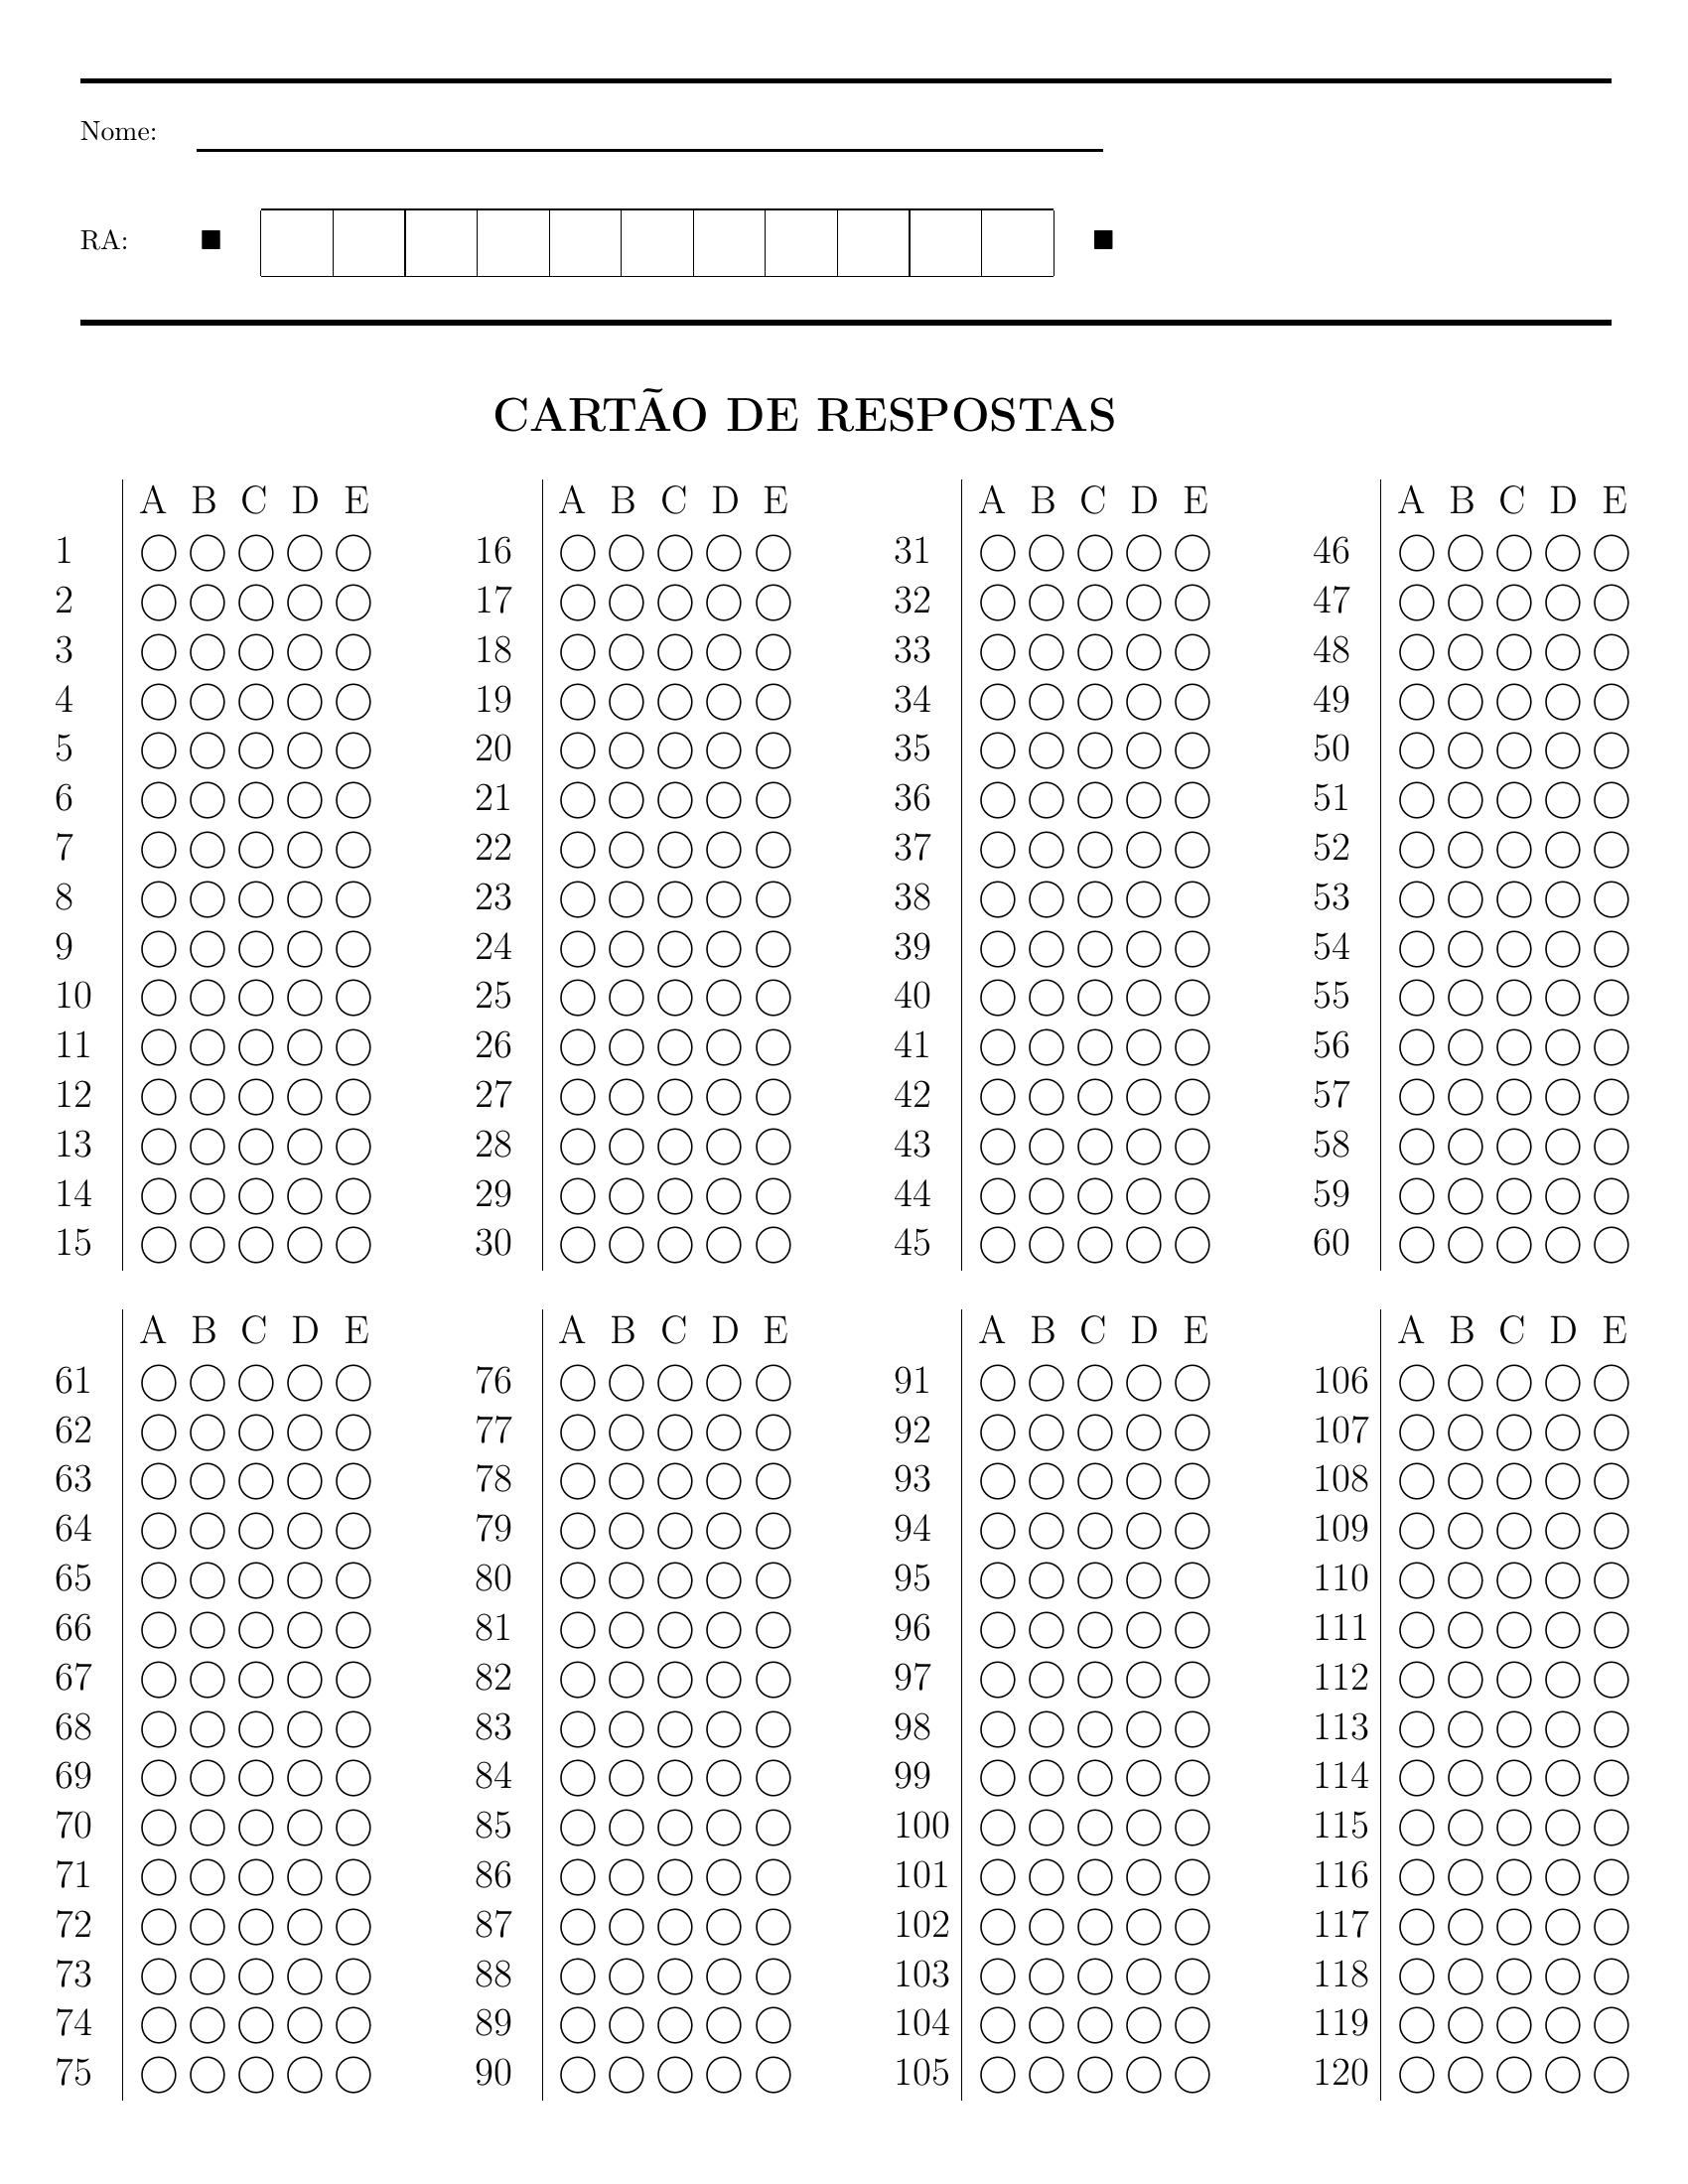 Nome:
RA:
CARTÃO DE RESPOSTAS
A B C D E A B C D E A B C D E A B C D E
1 16 31 46
2 17 32 47
3 18 33 48
4 19 34 49
5 20 35 50
6 21 36 51
7 22 37 52
8 23 38 53
9 24 39 54
10 25 40 55
11 26 41 56
12 27 42 57
13 28 43 58
14 29 44 59
15 30 45 60
A B C D E A B C D E A B C D E A B C D E
61 76 91 106
62 77 92 107
63 78 93 108
64 79 94 109
65 80 95 110
66 81 96 111
67 82 97 112
68 83 98 113
69 84 99 114
70 85 100 115
71 86 101 116
72 87 102 117
73 88 103 118
74 89 104 119
75 90 105 120